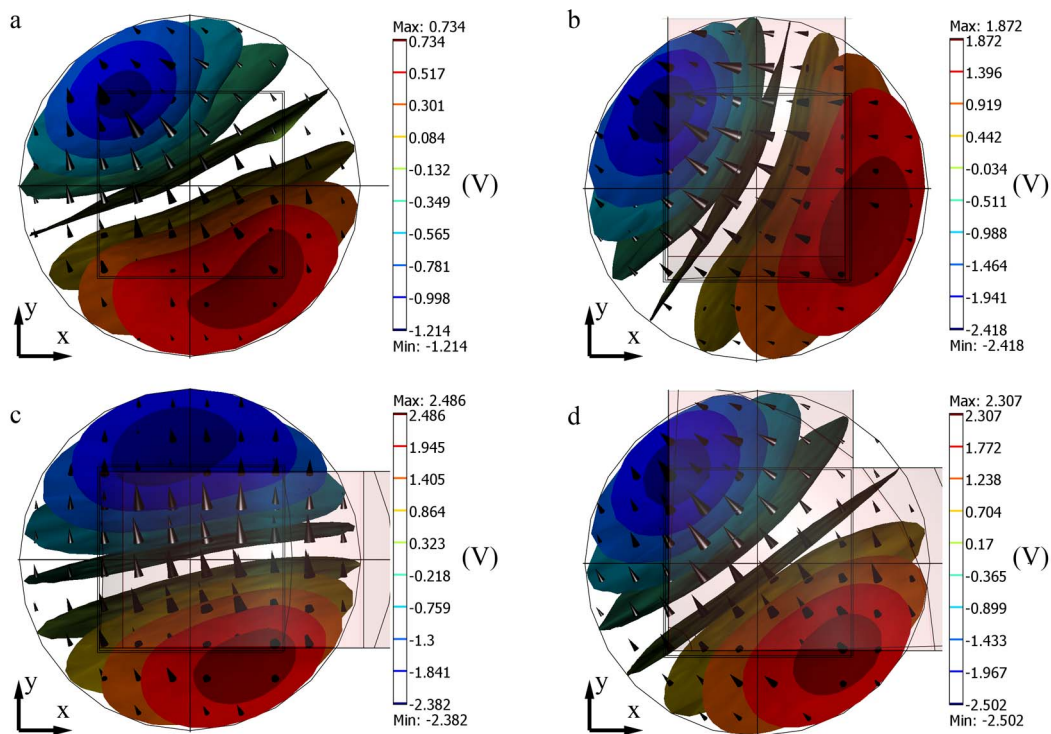 a
Max: 0.734
0.734
0.517
0.301
0.084
-0.132
-0.349
-0.565
-0.781
-0.998
-1.214
Min: -1.214
(V)
y
x
b
Max: 1.872
1.872
1.396
0.919
0.442
-0.034
-0.511
-0.988
-1.464
-1.941
-2.418
Min: -2.418
(V)
y
x
c
Max: 2.486
2.486
1.945
1.405
0.864
0.323
-0.218
-0.759
-1.3
-1.841
-2.382
Min: -2.382
(V)
y
x
d
Max: 2.307
2.307
1.772
1.238
0.704
0.17
-0.365
-0.899
-1.433
-1.967
-2.502
Min: -2.502
(V)
y
x